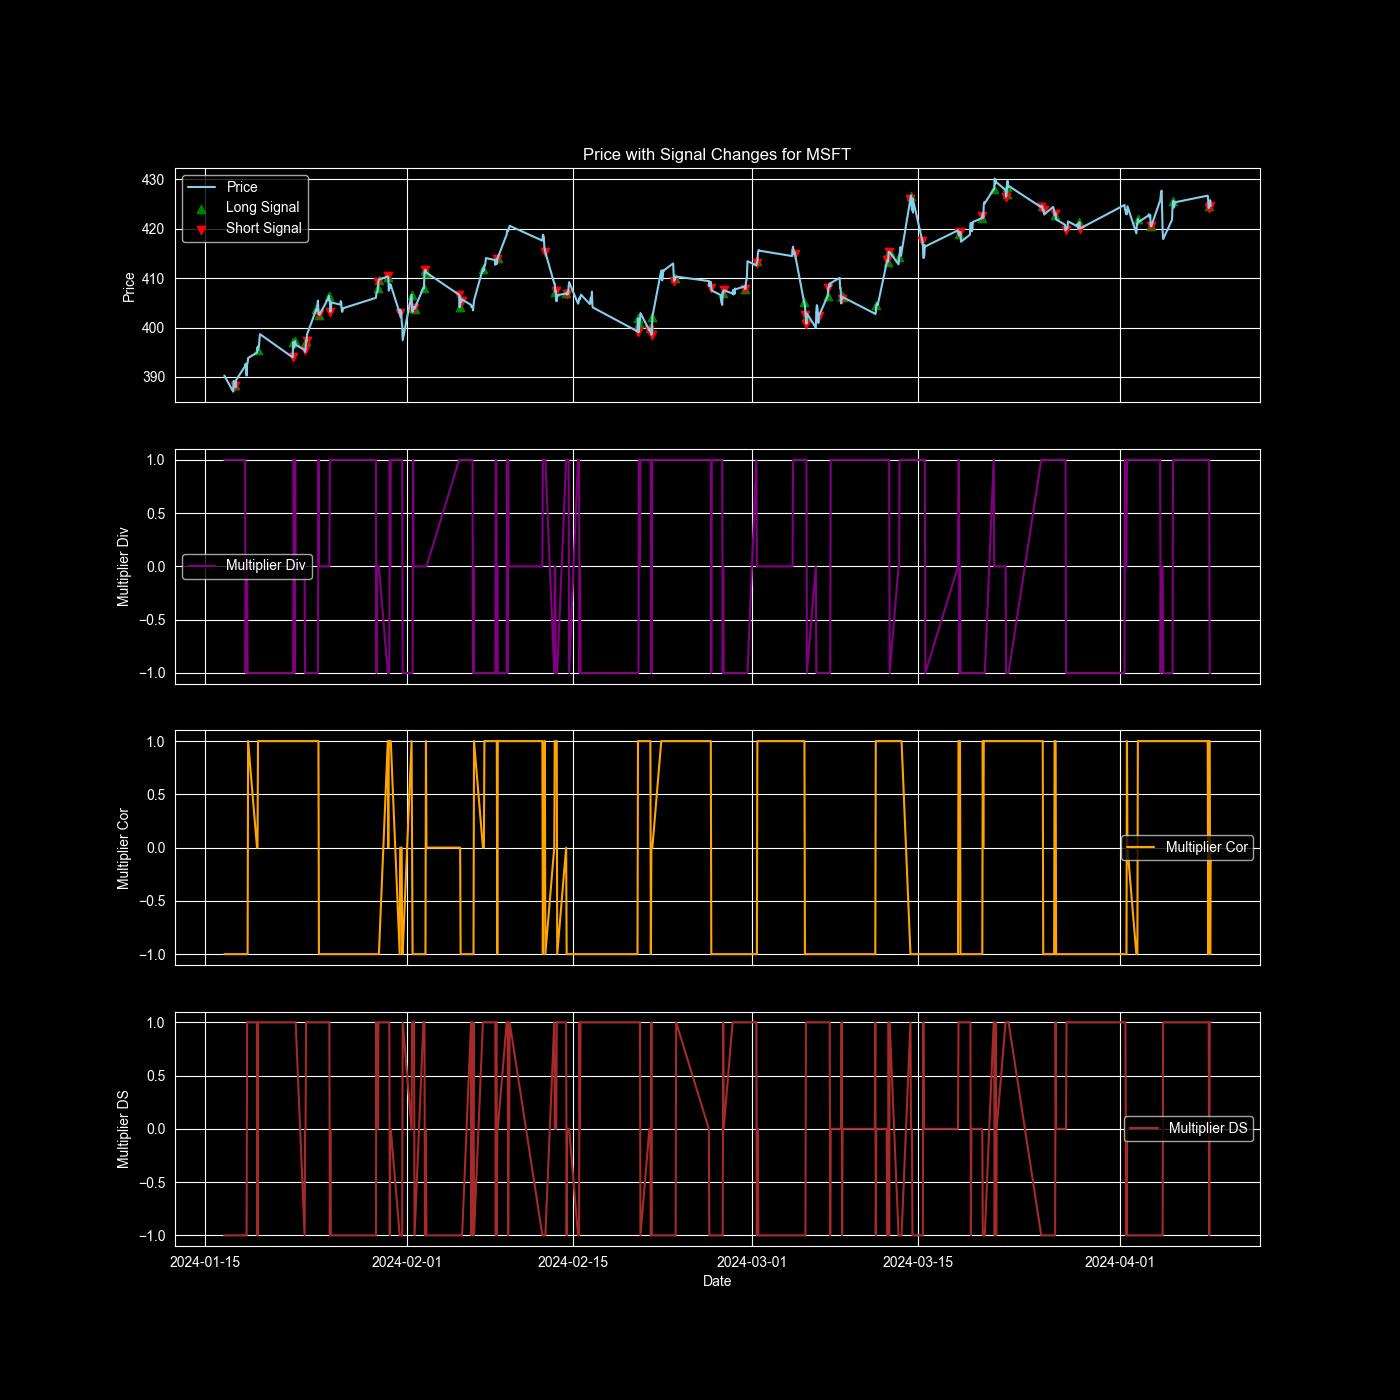 Price with Signal Changes for MSFT
430
420
410
400
390
Price
Price
Long Signal
Short Signal
1.0
0.5
0.0
−0.5
−1.0
Multiplier Div
Multiplier Div
1.0
0.5
0.0
−0.5
−1.0
Multiplier Cor
Multiplier Cor
1.0
0.5
0.0
−0.5
−1.0
Multiplier DS
Multiplier DS
2024-01-15 2024-02-01 2024-02-15 2024-03-01 2024-03-15 2024-04-01
Date